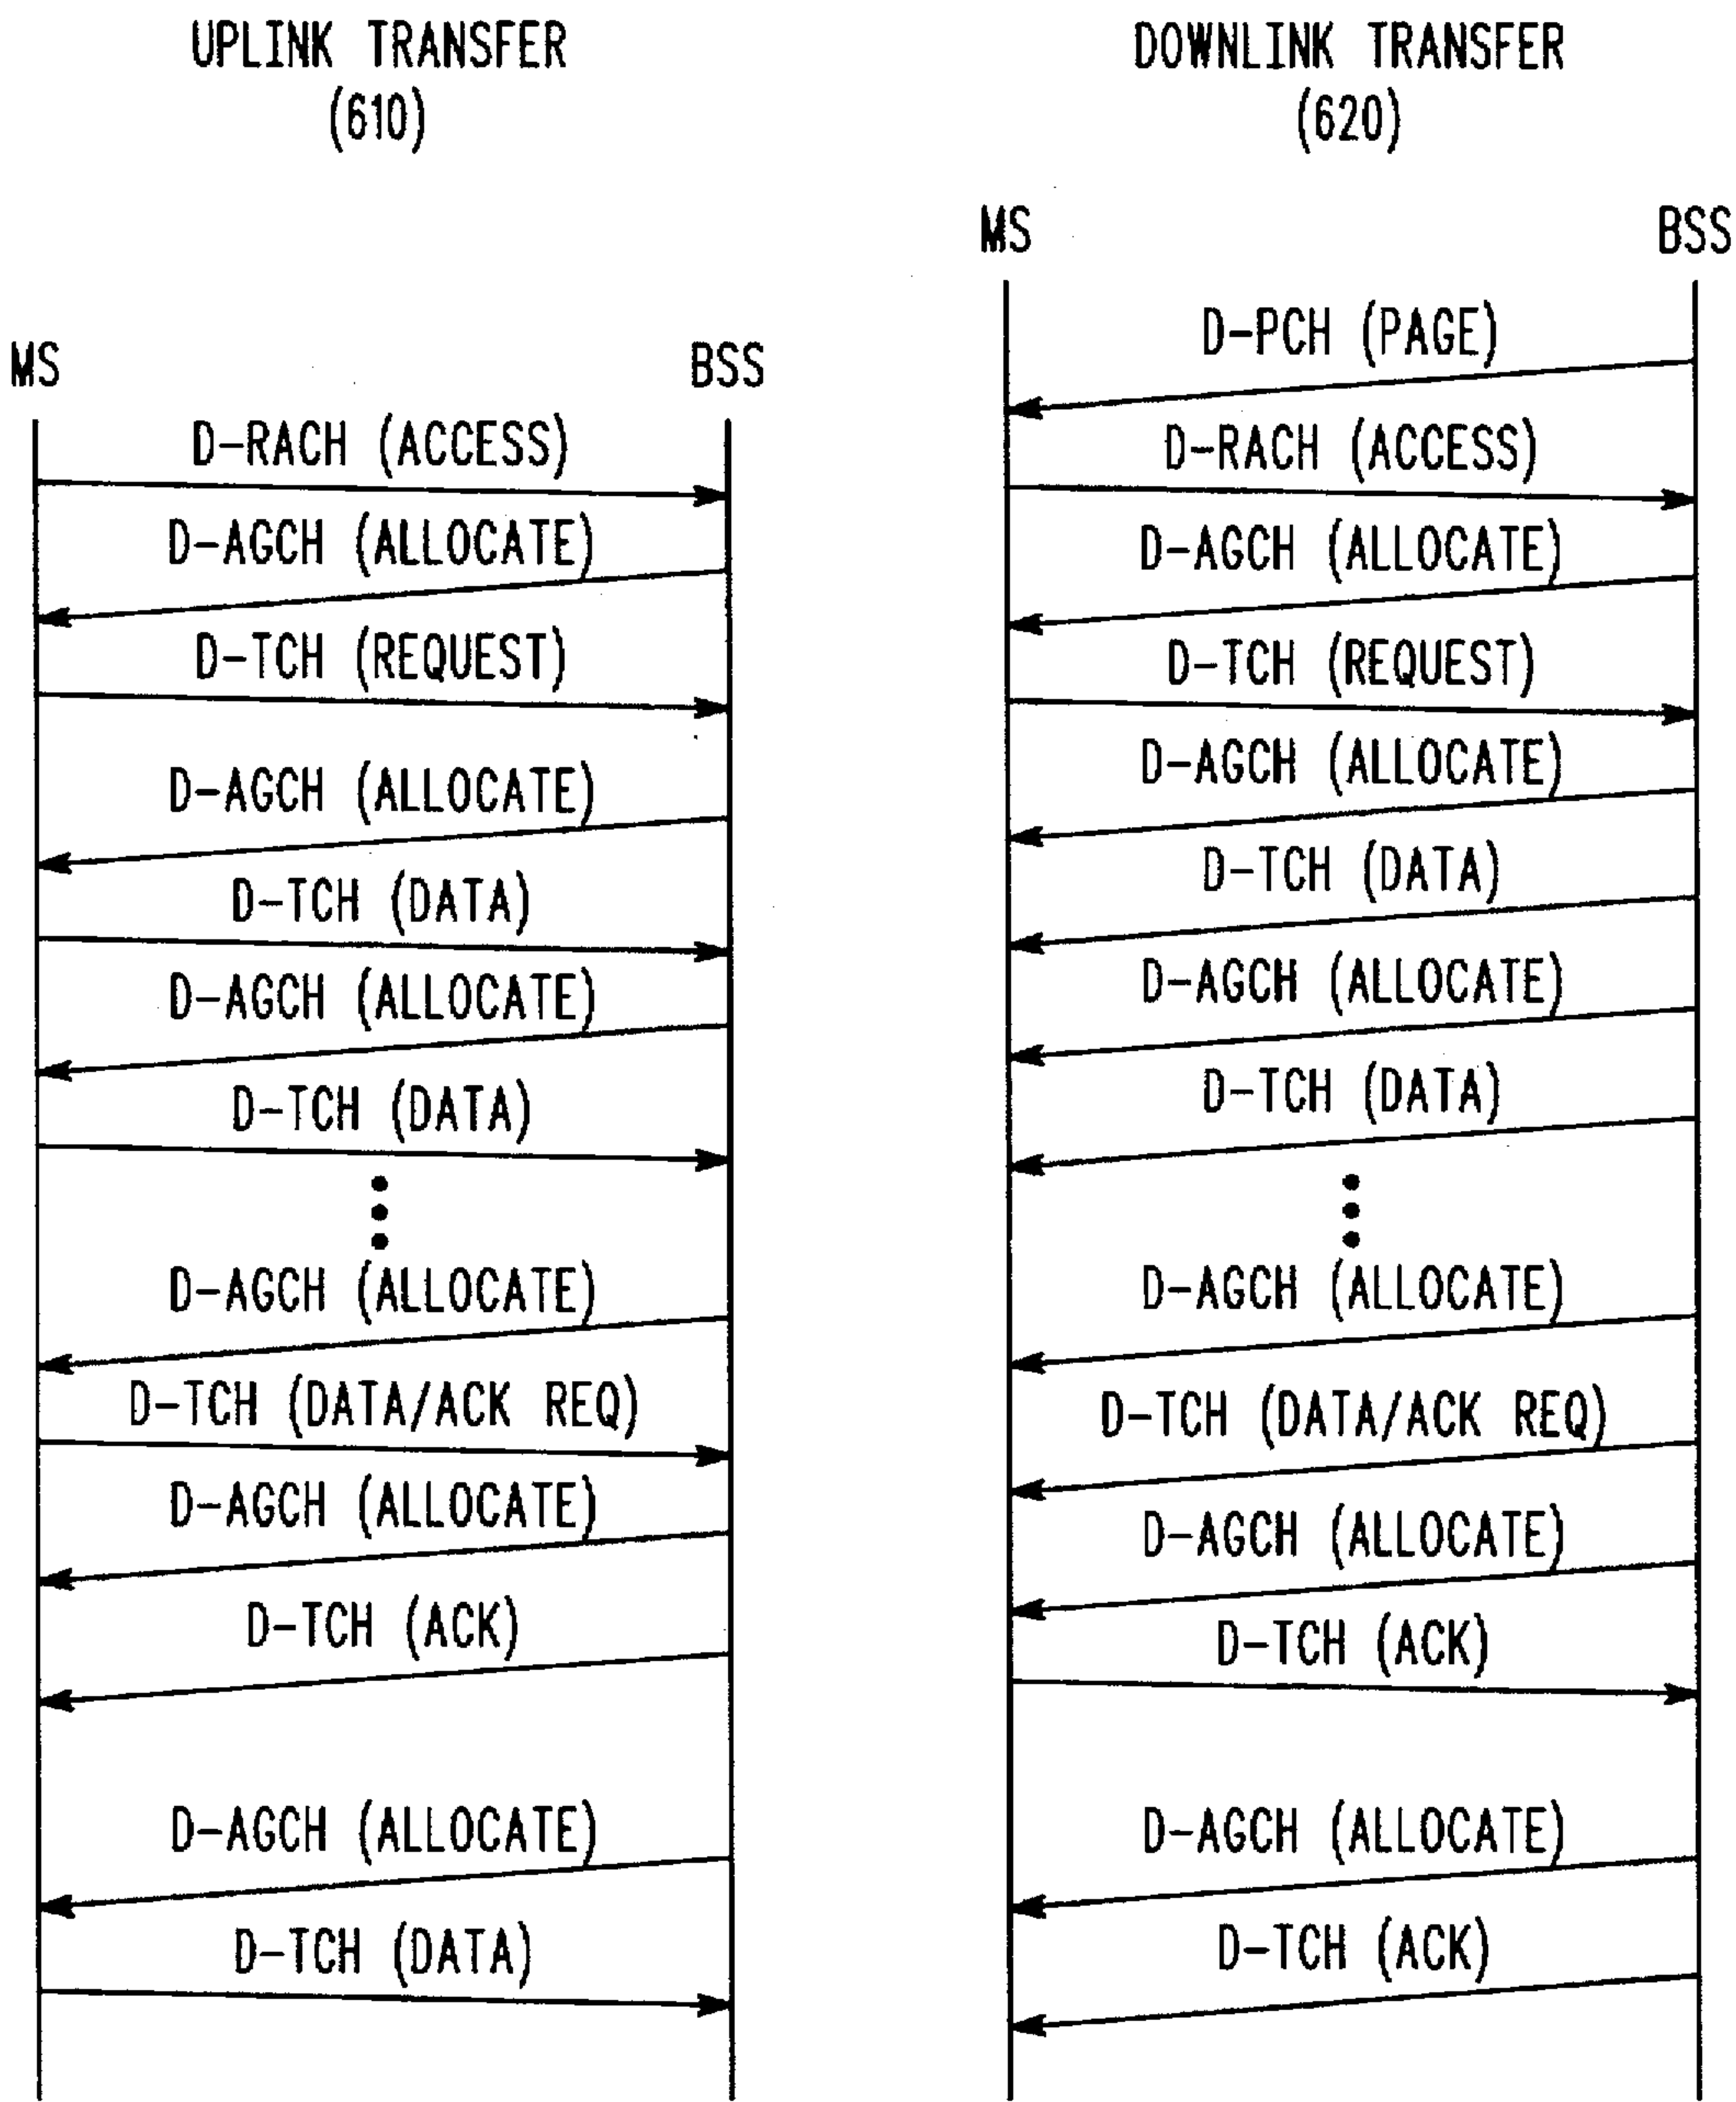 UPLINK TRANSFER
(610)
MS
BSS
D-RACH (ACCESS)
D-AGCH (ALLOCATE)
D-TCH (REQUEST)
D-AGCH (ALLOCATE)
D-TCH (DATA)
D-AGCH (ALLOCATE)
D-TCH (DATA)
D-AGCH (ALLOCATE)
D-TCH (DATA/ACK REQ)
D-AGCH (ALLOCATE)
D-TCH (ACK)
D-AGCH (ALLOCATE)
D-TCH (DATA)
DOWNLINK TRANSFER
(620)
MS
BSS
D-PCH (PAGE)
D-RACH (ACCESS)
D-AGCH (ALLOCATE)
D-TCH (REQUEST)
D-AGCH (ALLOCATE)
D-TCH (DATA)
D-AGCH (ALLOCATE)
D-TCH (DATA)
D-AGCH (ALLOCATE)
D-TCH (DATA/ACK REQ)
D-AGCH (ALLOCATE)
D-TCH (ACK)
D-AGCH (ALLOCATE)
D-TCH (ACK)